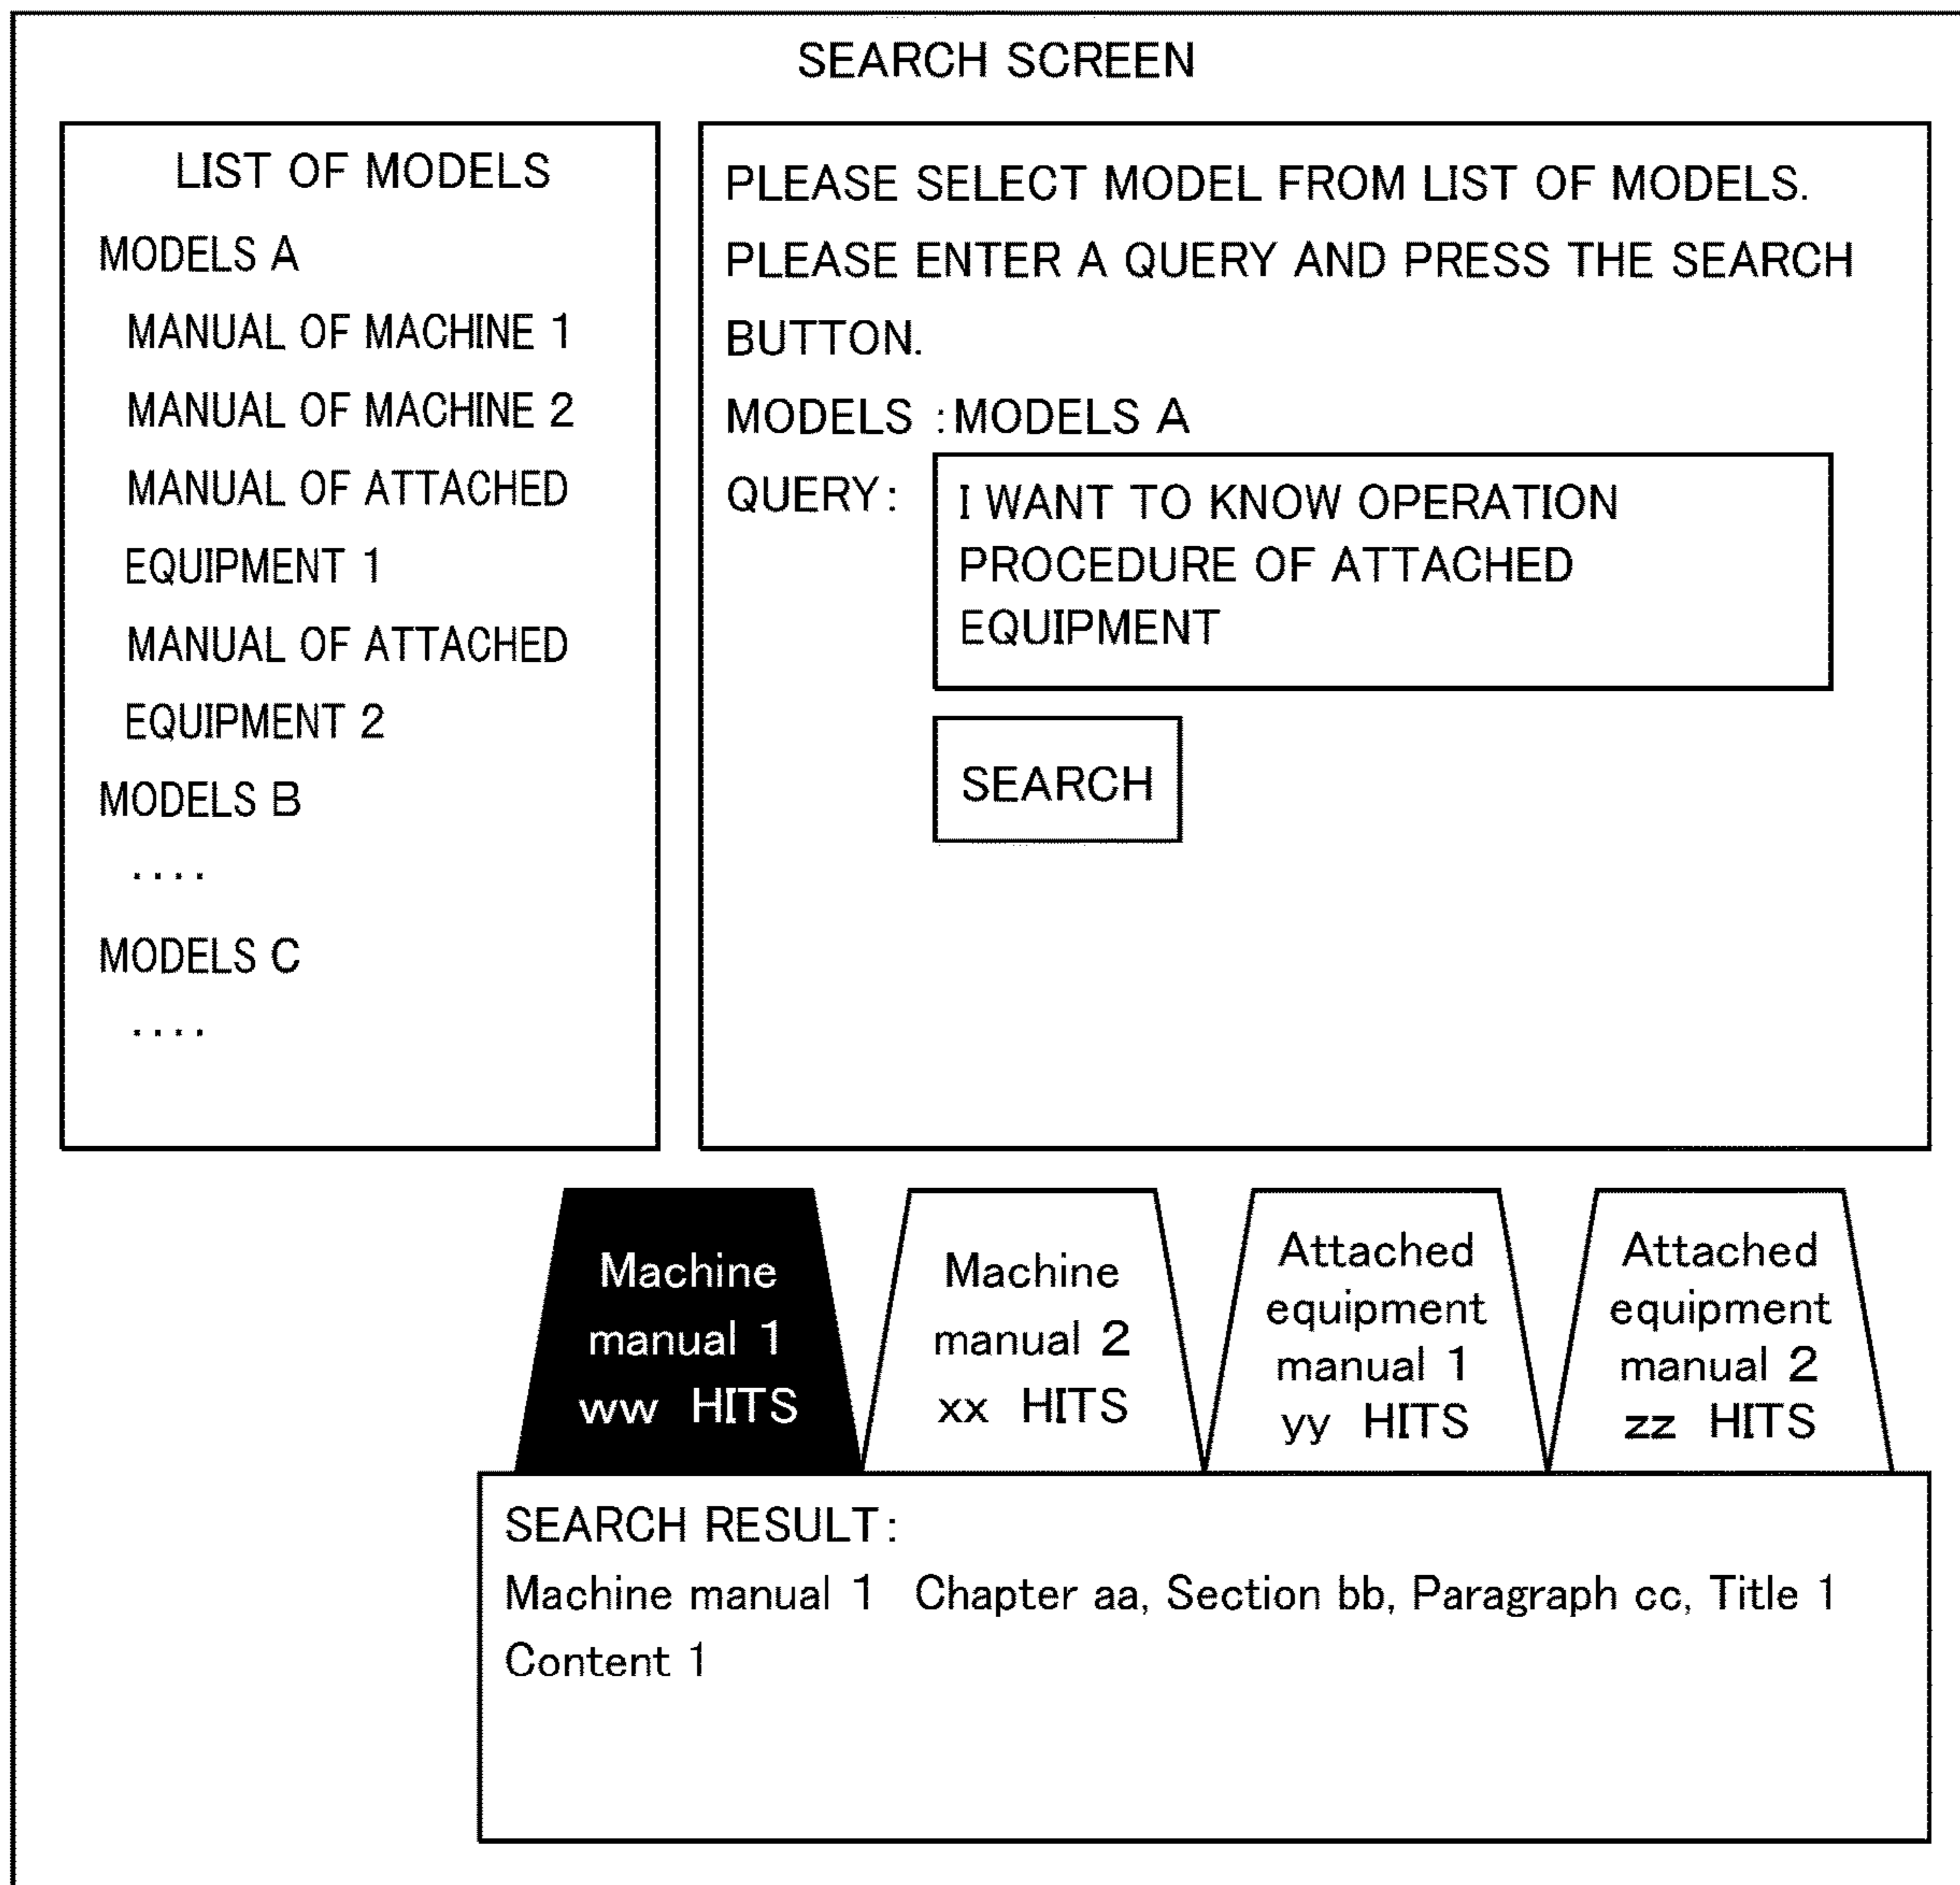 SEARCH SCREEN
LIST OF MODELS
MODELS A
MANUAL OF MACHINE 1
MANUAL OF MACHINE 2
MANUAL OF ATTACHED
EQUIPMENT 1
MANUAL OF ATTACHED
EQUIPMENT 2
MODELS B
....
MODELS C
....
PLEASE SELECT MODEL FROM LIST OF MODELS.
PLEASE ENTER A QUERY AND PRESS THE SEARCH
BUTTON.
MODELS :MODELS A
QUERY:
I WANT TO KNOW OPERATION
PROCEDURE OF ATTACHED
EQUIPMENT
SEARCH
Machine
manual 1
ww HITS
Machine
manual 2
xx HITS
Attached
equipment
manual 1
yy HITS
Attached
equipment
manual 2
zz HITS
SEARCH RESULT:
Machine manual 1 Chapter aa, Section bb, Paragraph cc, Title 1
Content 1